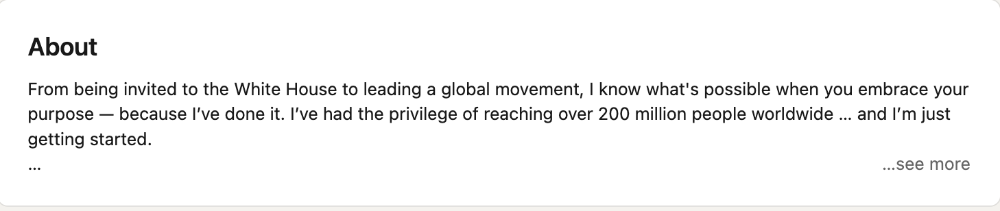 About
From being invited to the White House to leading a global movement, I know what's possible when you embrace your
purpose — because I’ve done it. I’ve had the privilege of reaching over 200 million people worldwide ... and I’m just
getting started.
...
...see more